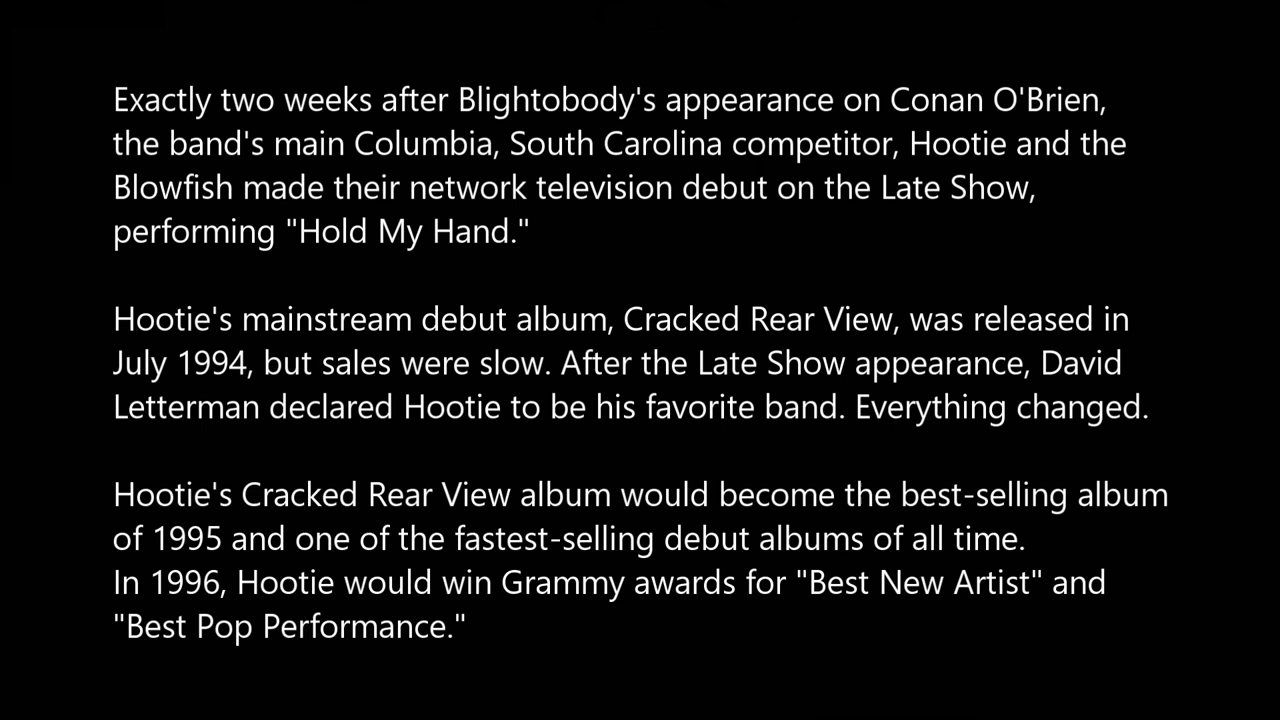 Exactly two weeks after Blightobody's appearance on Conan O'Brien,
the band's main Columbia, South Carolina competitor, Hootie and the
Blowfish made their network television debut on the Late Show,
performing "Hold My Hand."
Hootie's mainstream debut album, Cracked Rear View, was released in
July 1994, but sales were slow. After the Late Show appearance, David
Letterman declared Hootie to be his favorite band. Everything changed.
Hootie's Cracked Rear View album would become the best-selling album
of 1995 and one of the fastest-selling debut albums of all time.
In 1996, Hootie would win Grammy awards for "Best New Artist" and
"Best Pop Performance."